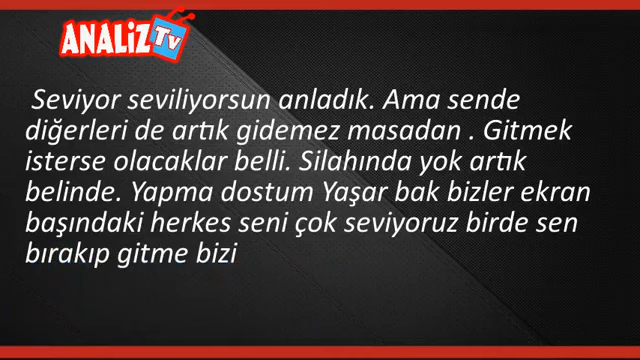 ANALiZ Tv
Seviyor seviliyorsun anladık. Ama sende
diğerleri de artık gidemez masadan . Gitmek
isterse olacaklar belli. Silahında yok artık
belinde. Yapma dostum Yaşar bak bizler ekran
başındaki herkes seni çok seviyoruz birde sen
bırakıp gitme bizi